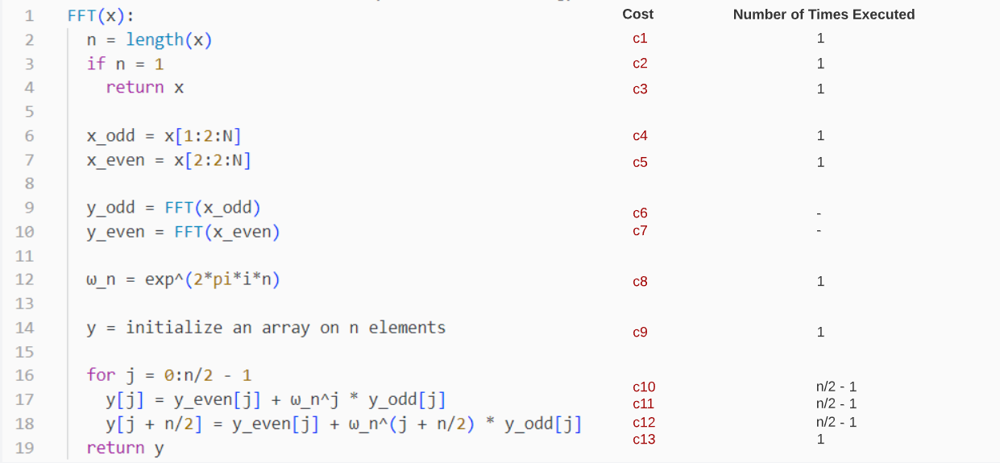 Cost Number of Times Executed
1 FFT(x):
2 n = length(x) c1 1
3 if n = 1 c2 1
4 return x c3 1
5
6 x_odd = x[1:2:N] c4 1
7 x_even = x[2:2:N] c5 1
8
9 y_odd = FFT(x_odd) c6 -
10 y_even = FFT(x_even) c7 -
11
12 ω_n = exp^(2*pi*i*n) c8 1
13
14 y = initialize an array on n elements c9 1
15
16 for j = 0:n/2 - 1 c10 n/2 - 1
17 y[j] = y_even[j] + ω_n^j * y_odd[j] c11 n/2 - 1
18 y[j + n/2] = y_even[j] + ω_n^(j + n/2) * y_odd[j] c12 n/2 - 1
19 return y c13 1